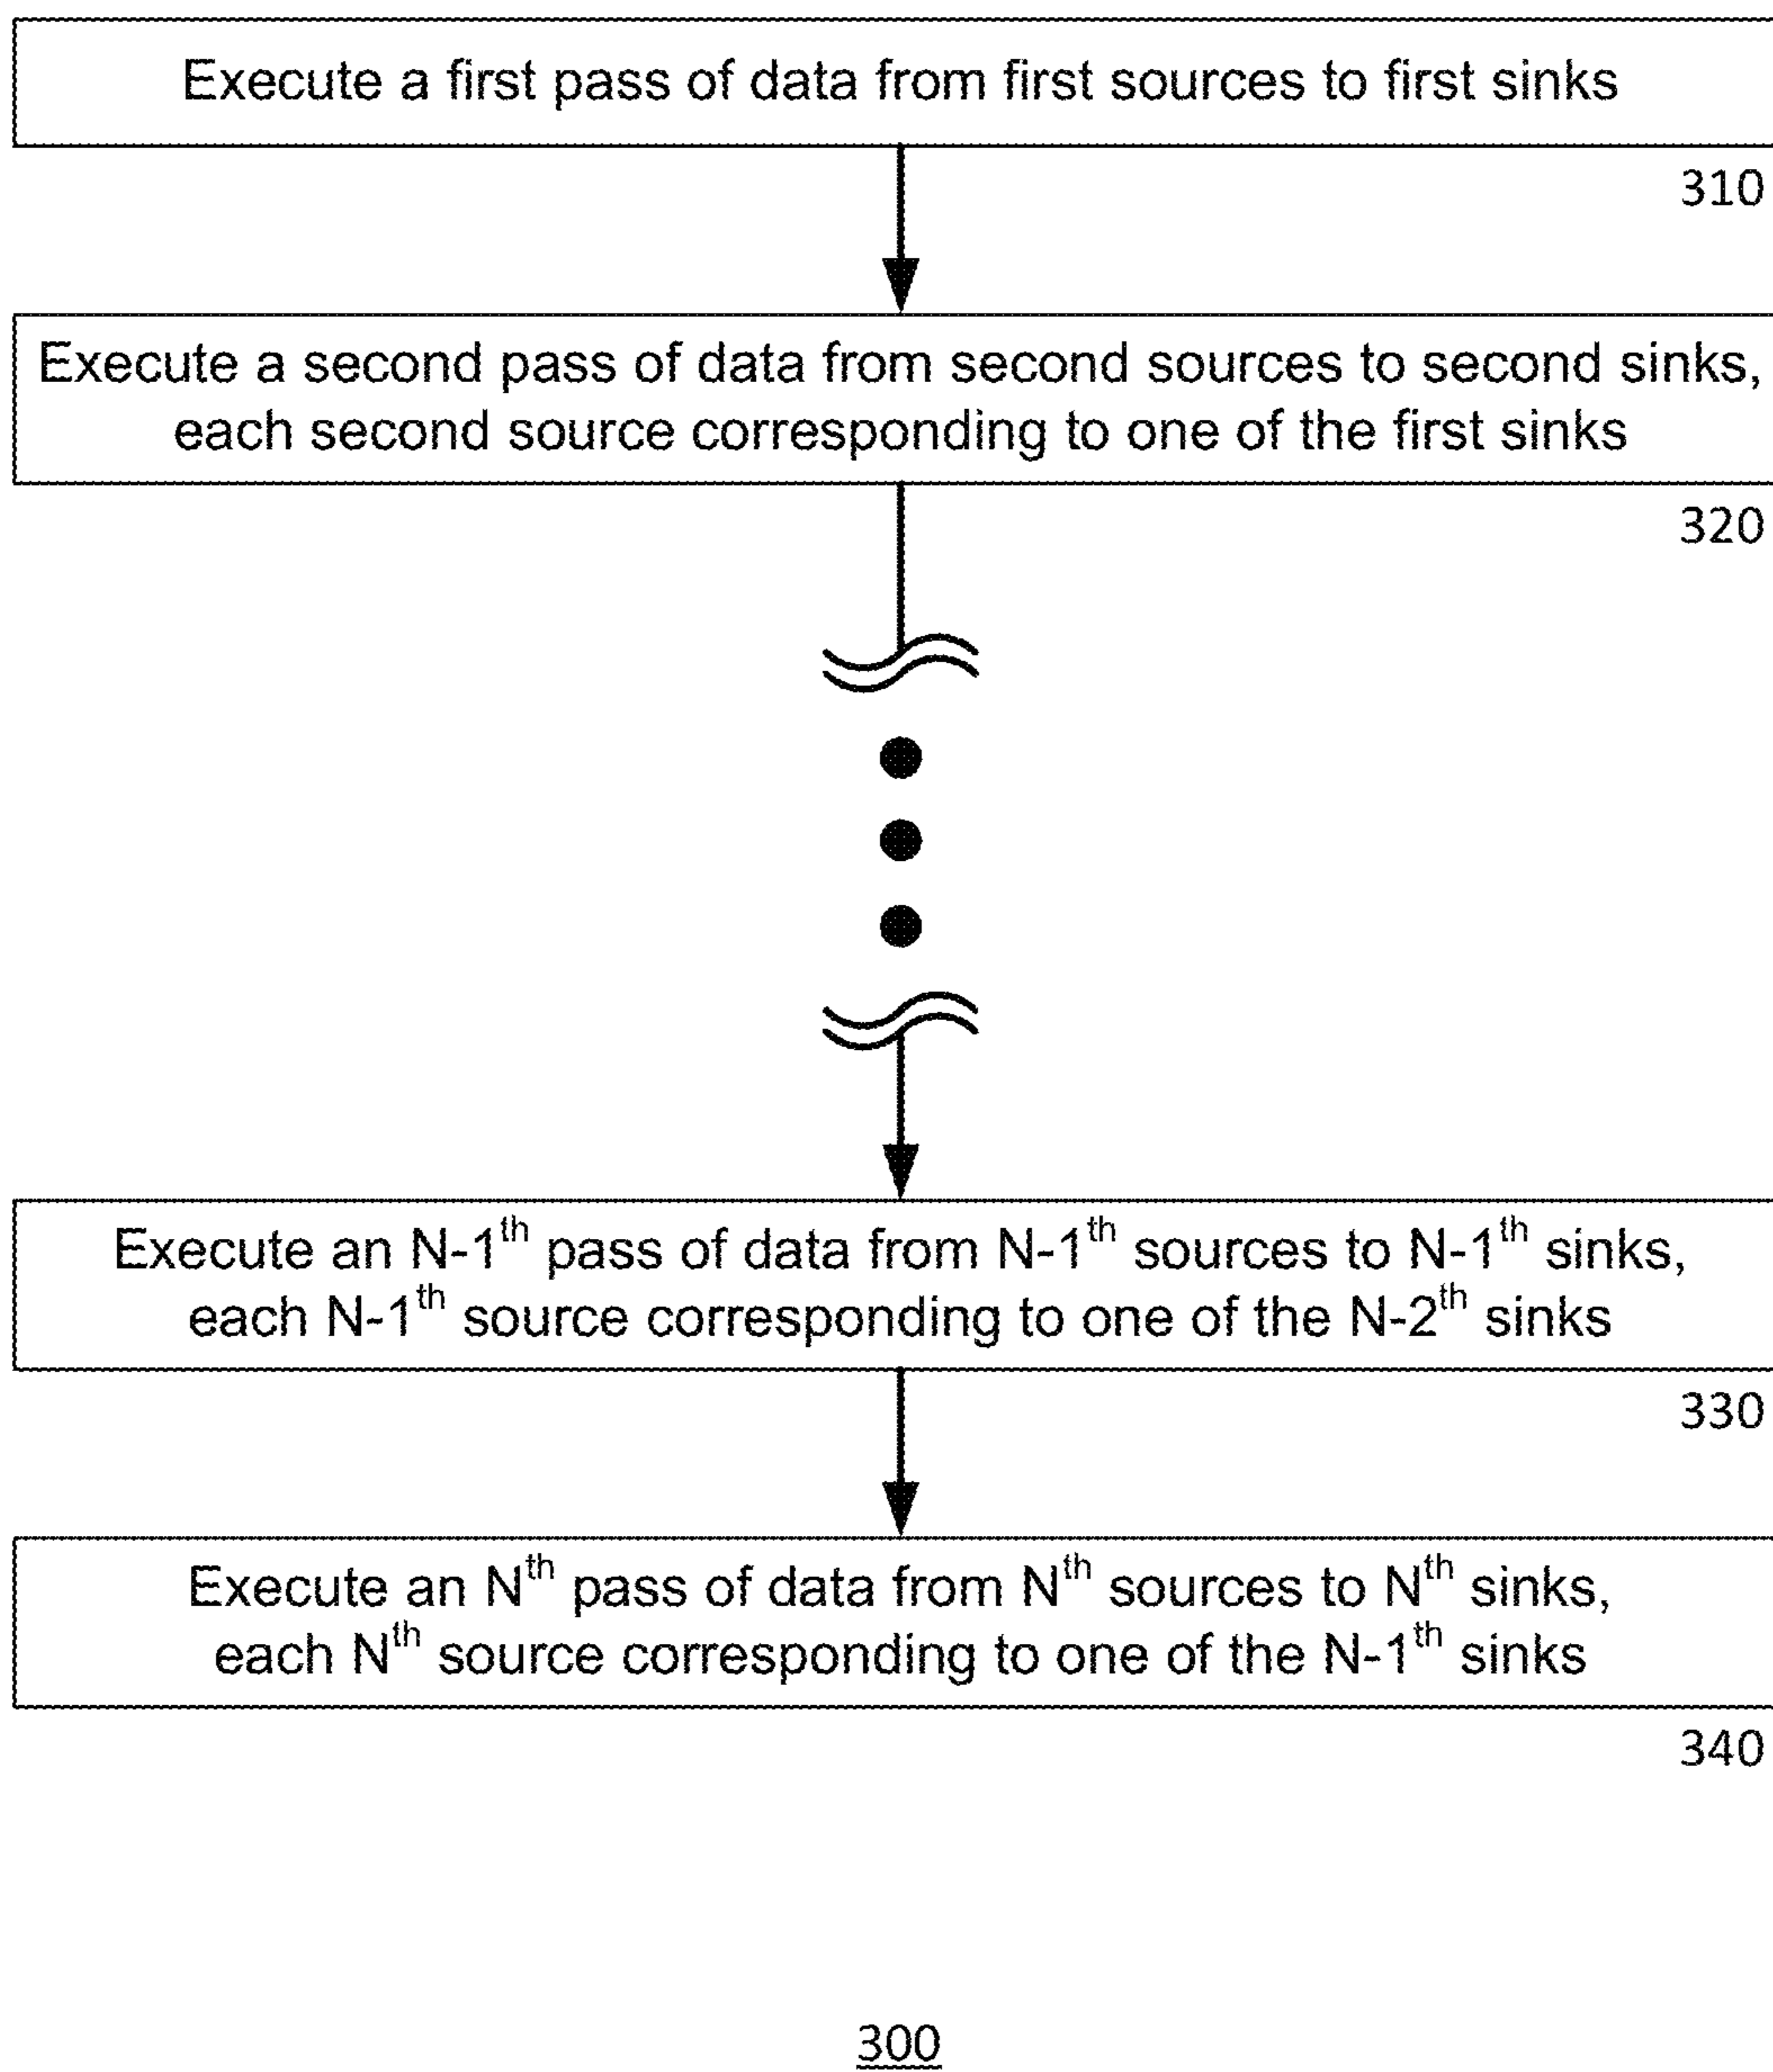 Execute a first pass of data from first sources to first sinks
310
Execute a second pass of data from second sources to second sinks,
each second source corresponding to one of the first sinks
320
Execute an N-1th pass of data from N-1th sources to N-1th sinks,
each N-1th source corresponding to one of the N-2th sinks
330
Execute an Nth pass of data from Nth sources to Nth sinks,
each Nth source corresponding to one of the N-1th sinks
340
300